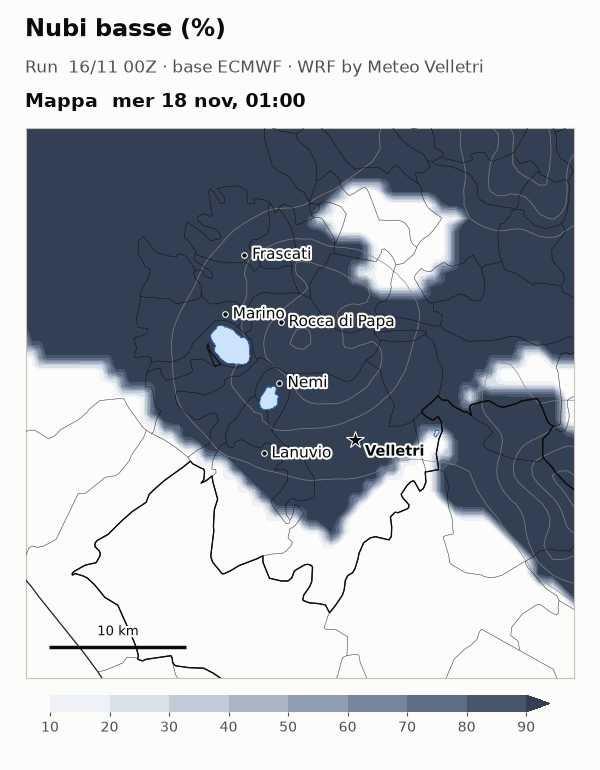 Nubi basse (%)
Run  16/11 00Z · base ECMWF · WRF by Meteo Velletri
Mappa  mer 18 nov, 01:00
Frascati
Marino
Rocca di Papa
Nemi
Velletri
Lanuvio
10 km
10 20 30 40 50 60 70 80 90